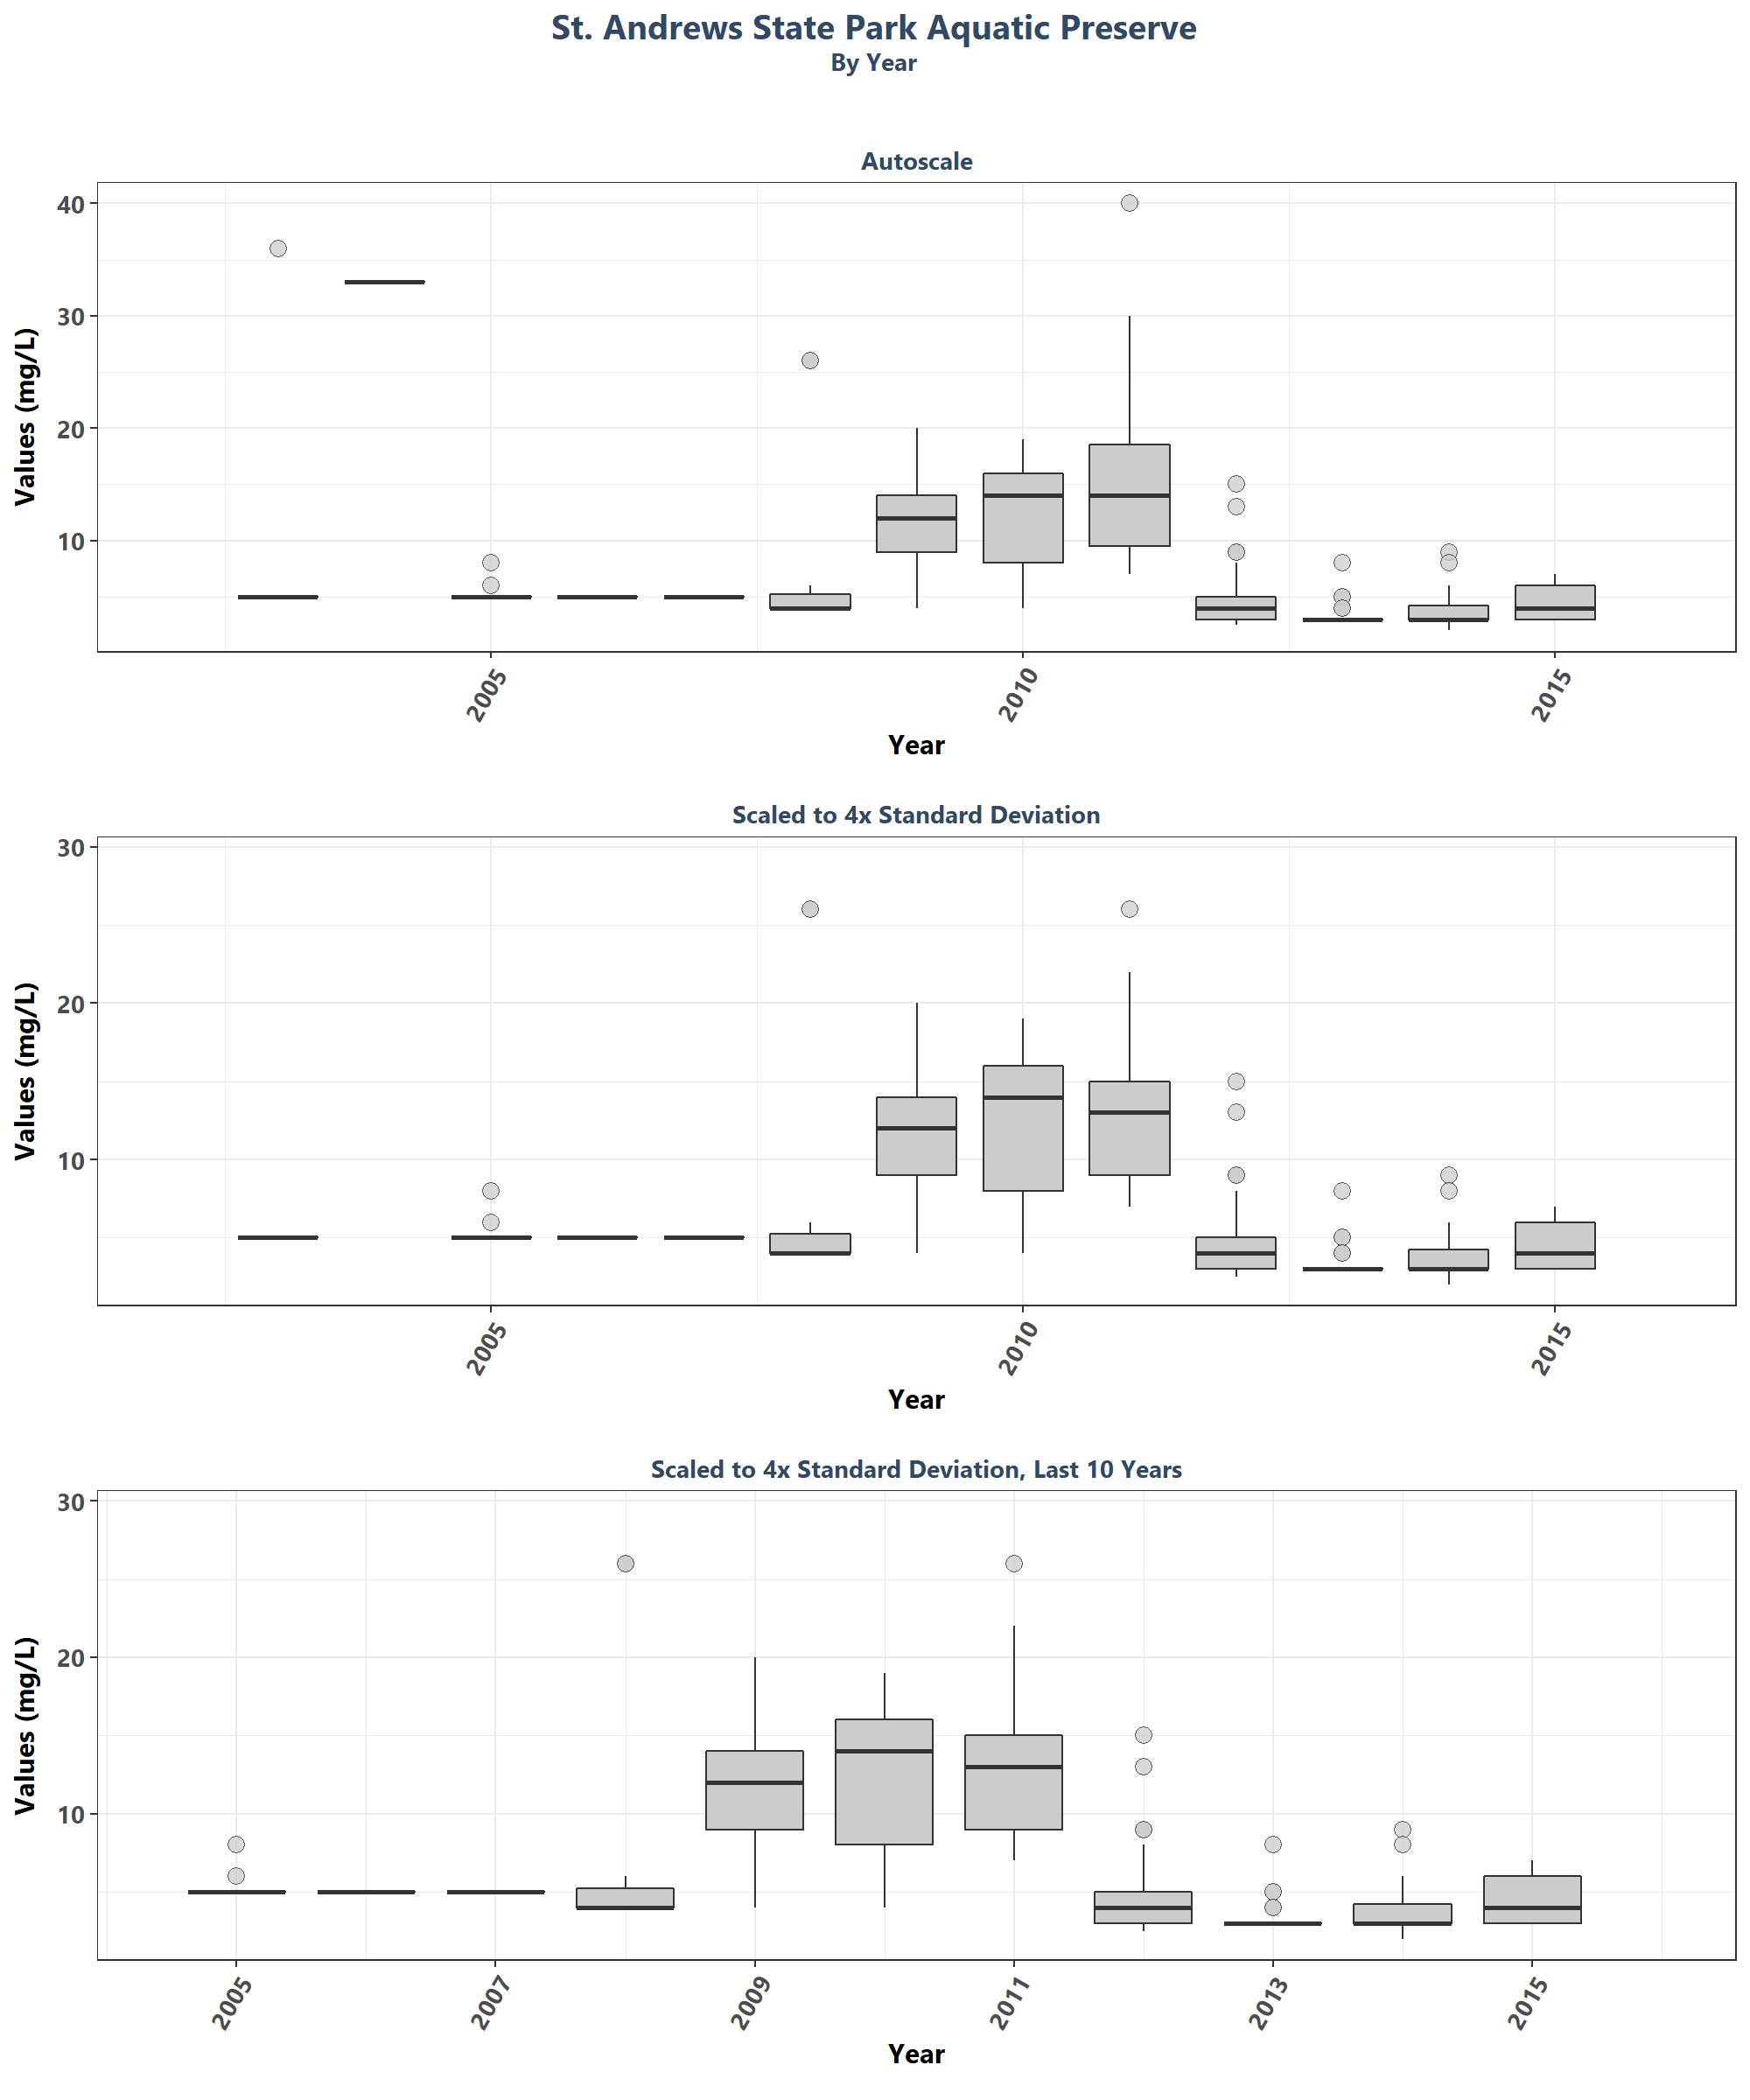 St. Andrews State Park Aquatic Preserve
By Year
Autoscale
Values (mg/L)
40
30
20
10
2005
2010
2015
Year
Scaled to 4x Standard Deviation
Values (mg/L)
30
20
10
2005
2010
2015
Year
Scaled to 4x Standard Deviation, Last 10 Years
Values (mg/L)
30
20
10
2005
2007
2009
2011
2013
2015
Year